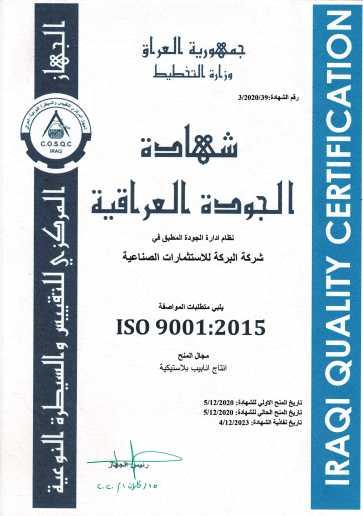 جمهورية العراق
وزارة التخطيط
رقم الشهادة:3/2020/39
الجهاز
المركزي للتقييس والسيطرة النوعية
C.O.S.Q.C
IRAQ
شهادة
الجودة العراقية
نظام ادارة الجودة المطبق في
شركة البركة للاستثمارات الصناعية
يلبي متطلبات المواصفة
ISO 9001:2015
مجال المنح
انتاج انابيب بلاستيكية
تاريخ المنح الاولي للشهادة: 5/12/2020
تاريخ المنح الحالي للشهادة: 5/12/2020
تاريخ نفاذية الشهادة: 4/12/2023
رئيس الجهاز
IRAQI QUALITY CERTIFICATION